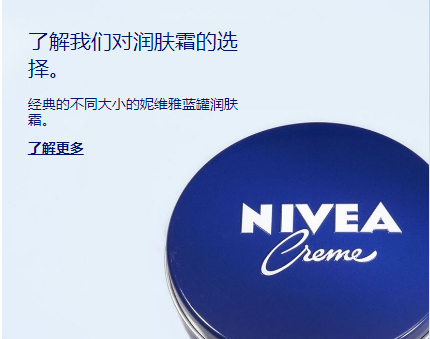 了解我们对润肤霜的选
择。
经典的不同大小的妮维雅蓝罐润肤
霜。
了解更多
NIVEA
Creme